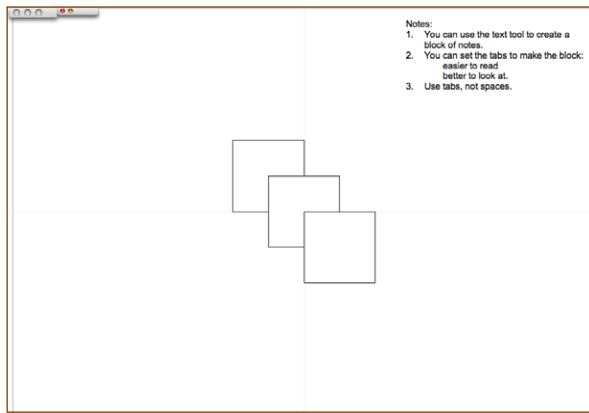 Notes:
1. You can use the text tool to create a
block of notes.
2. You can set the tabs to make the block:
easier to read
better to look at.
3. Use tabs, not spaces.